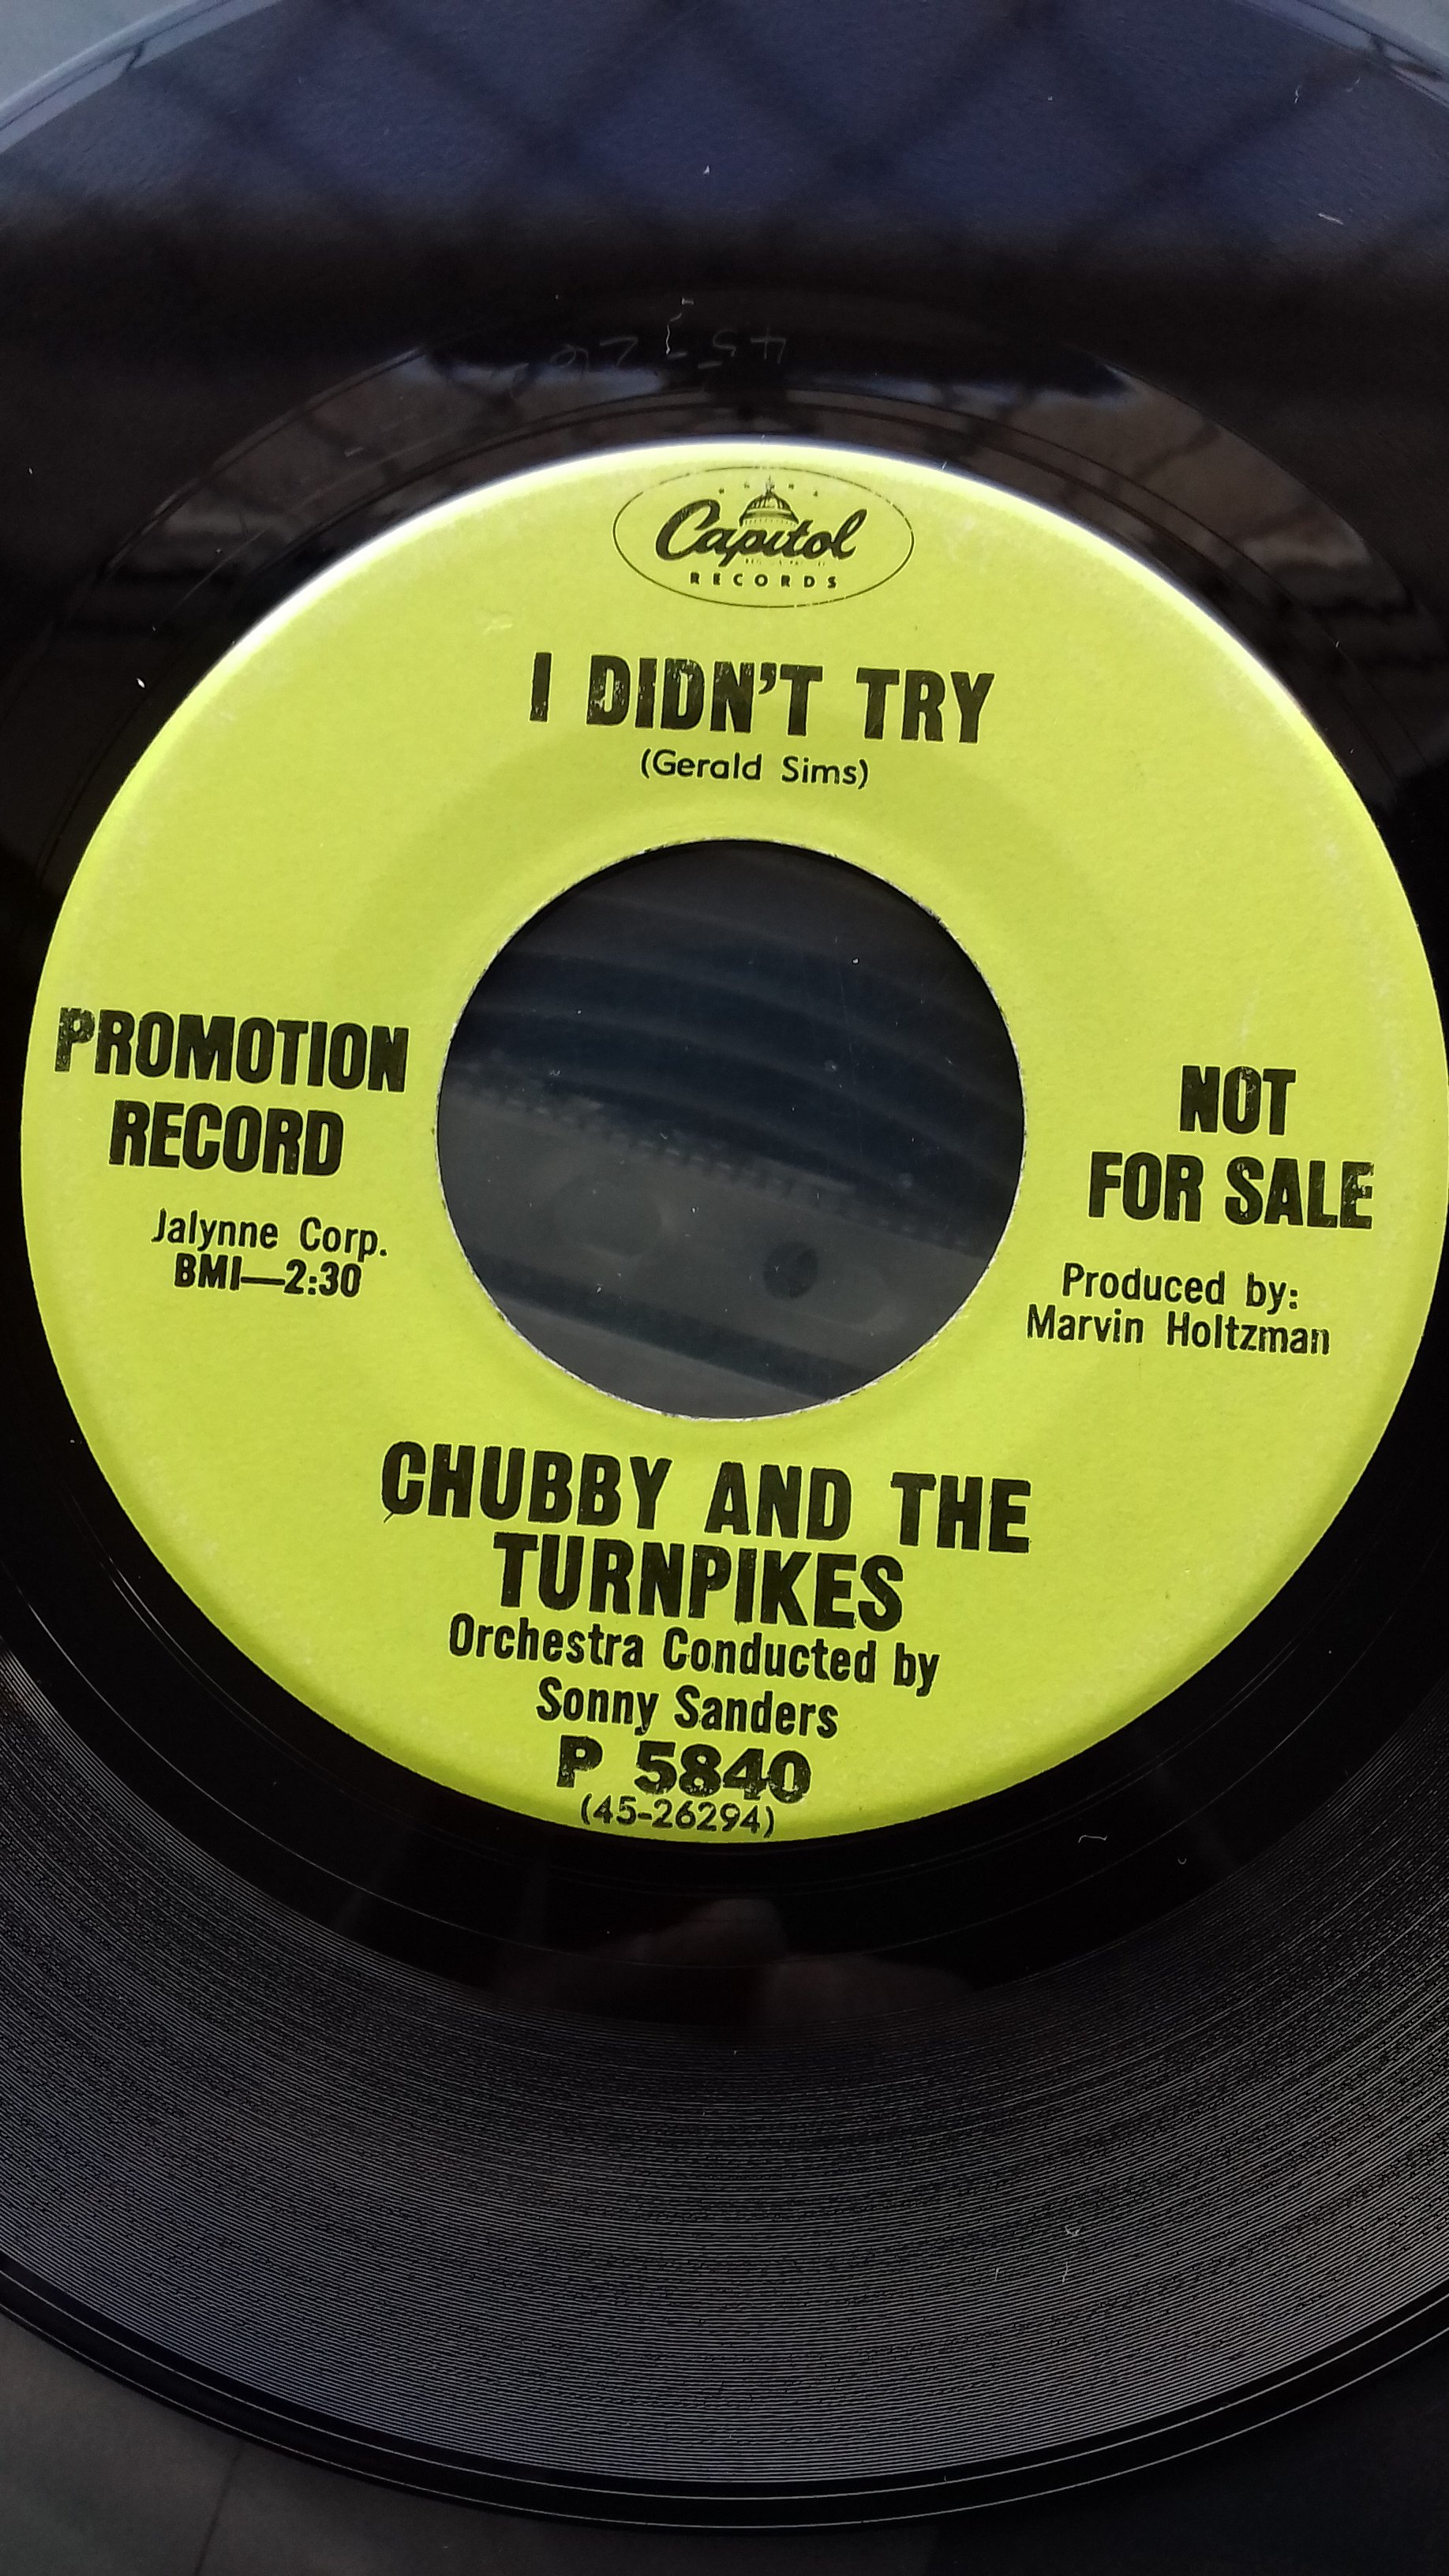 Capitol
RECORDS
I DIDN'T TRY
(Gerald Sims)
PROMOTION
RECORD
Jalynne Corp.
BMI—2:30
NOT
FOR SALE
Produced by:
Marvin Holtzman
CHUBBY AND THE
TURNPIKES
Orchestra Conducted by
Sonny Sanders
P 5840
(45-26294)